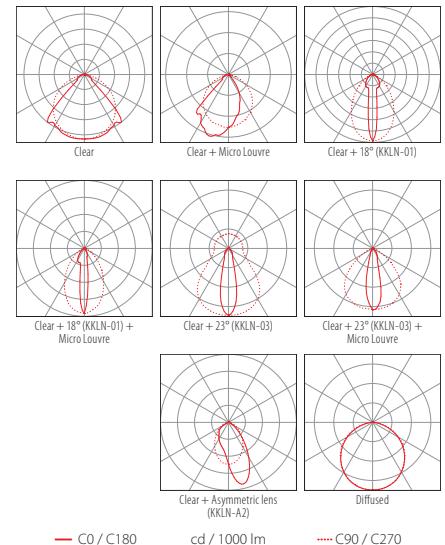 Clear
Clear + Micro Louvre
Clear + 18° (KKLN-01)
Clear + 18° (KKLN-01) +
Micro Louvre
Clear + 23° (KKLN-03)
Clear + 23° (KKLN-03) +
Micro Louvre
Clear + Asymmetric lens
(KKLN-A2)
Diffused
C0 / C180 cd / 1000 lm C90 / C270